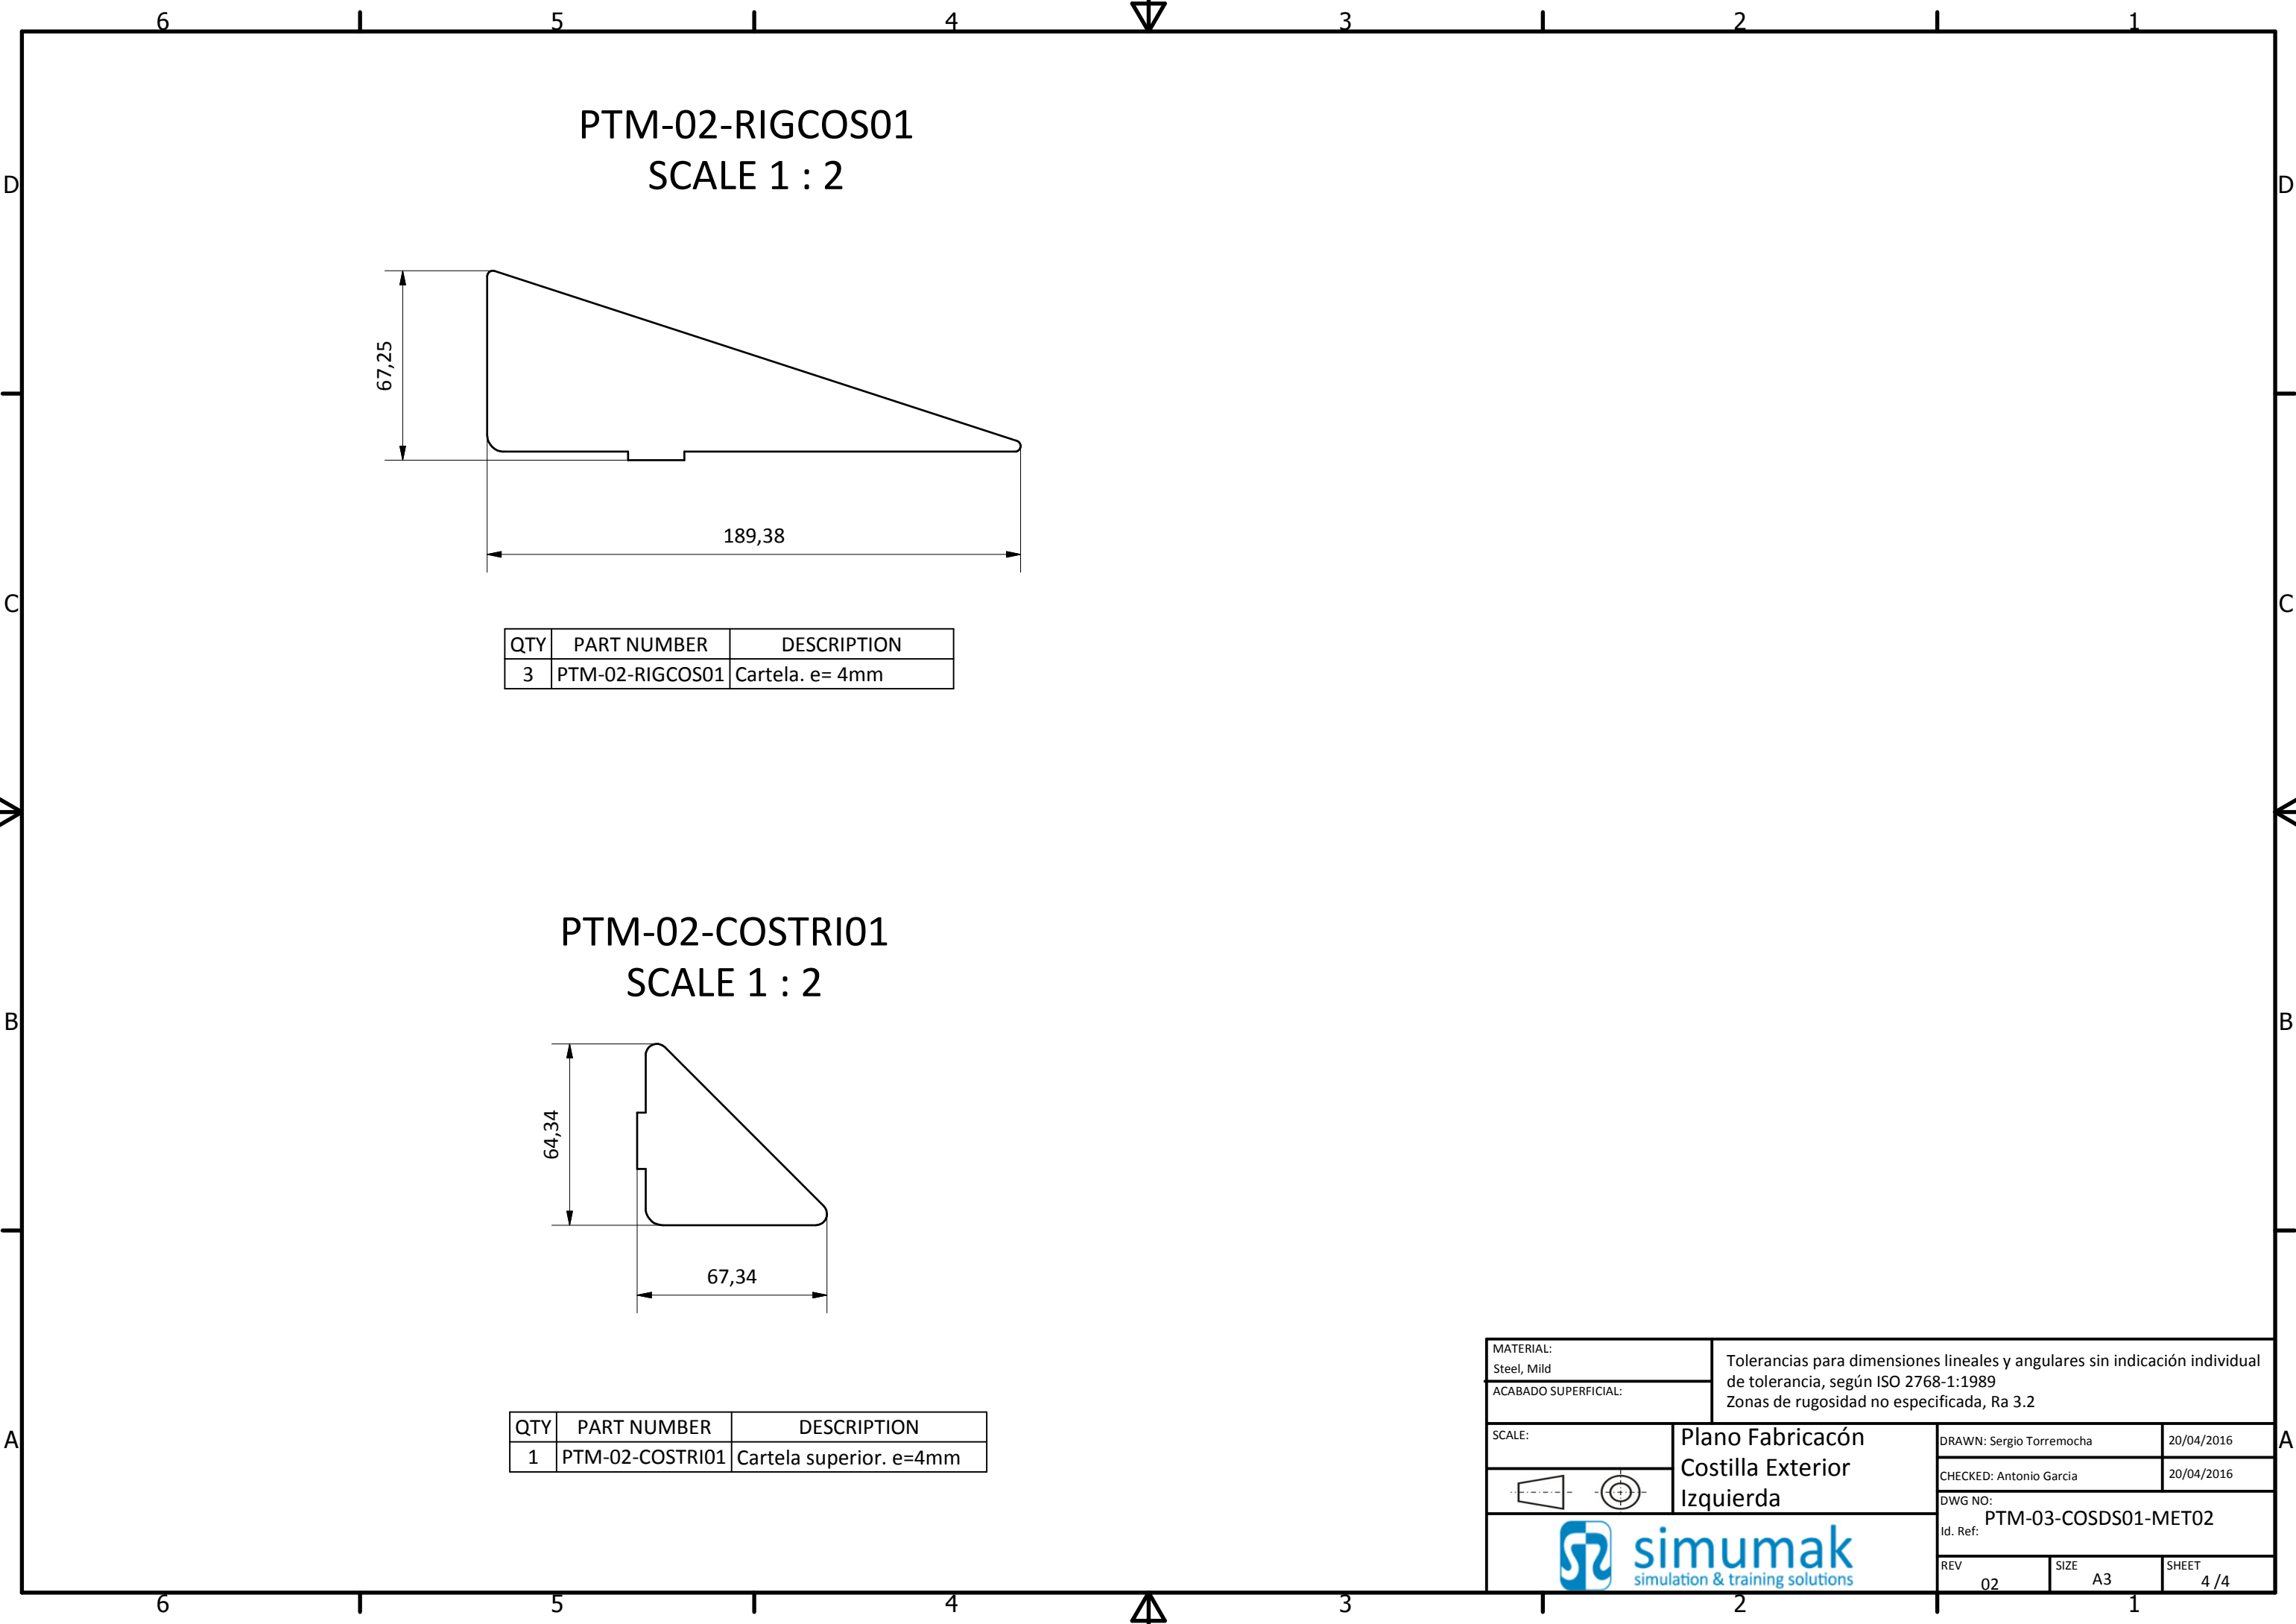 6 5 4 3 2 1
D D
PTM-02-RIGCOS01
SCALE 1 : 2
67,25
189,38
C C
QTY PART NUMBER DESCRIPTION
3 PTM-02-RIGCOS01 Cartela. e= 4mm
PTM-02-COSTRI01
SCALE 1 : 2
B B
64,34
67,34
QTY PART NUMBER DESCRIPTION
1 PTM-02-COSTRI01 Cartela superior. e=4mm
A A
MATERIAL:
Steel, Mild
ACABADO SUPERFICIAL:
Tolerancias para dimensiones lineales y angulares sin indicación individual
de tolerancia, según ISO 2768-1:1989
Zonas de rugosidad no especificada, Ra 3.2
SCALE:
Plano Fabricacón
Costilla Exterior
Izquierda
DRAWN: Sergio Torremocha 20/04/2016
CHECKED: Antonio Garcia 20/04/2016
DWG NO:
PTM-03-COSDS01-MET02
Id. Ref:
simumak
simulation & training solutions
REV 02
SIZE A3
SHEET 4 /4
6 5 4 3 2 1